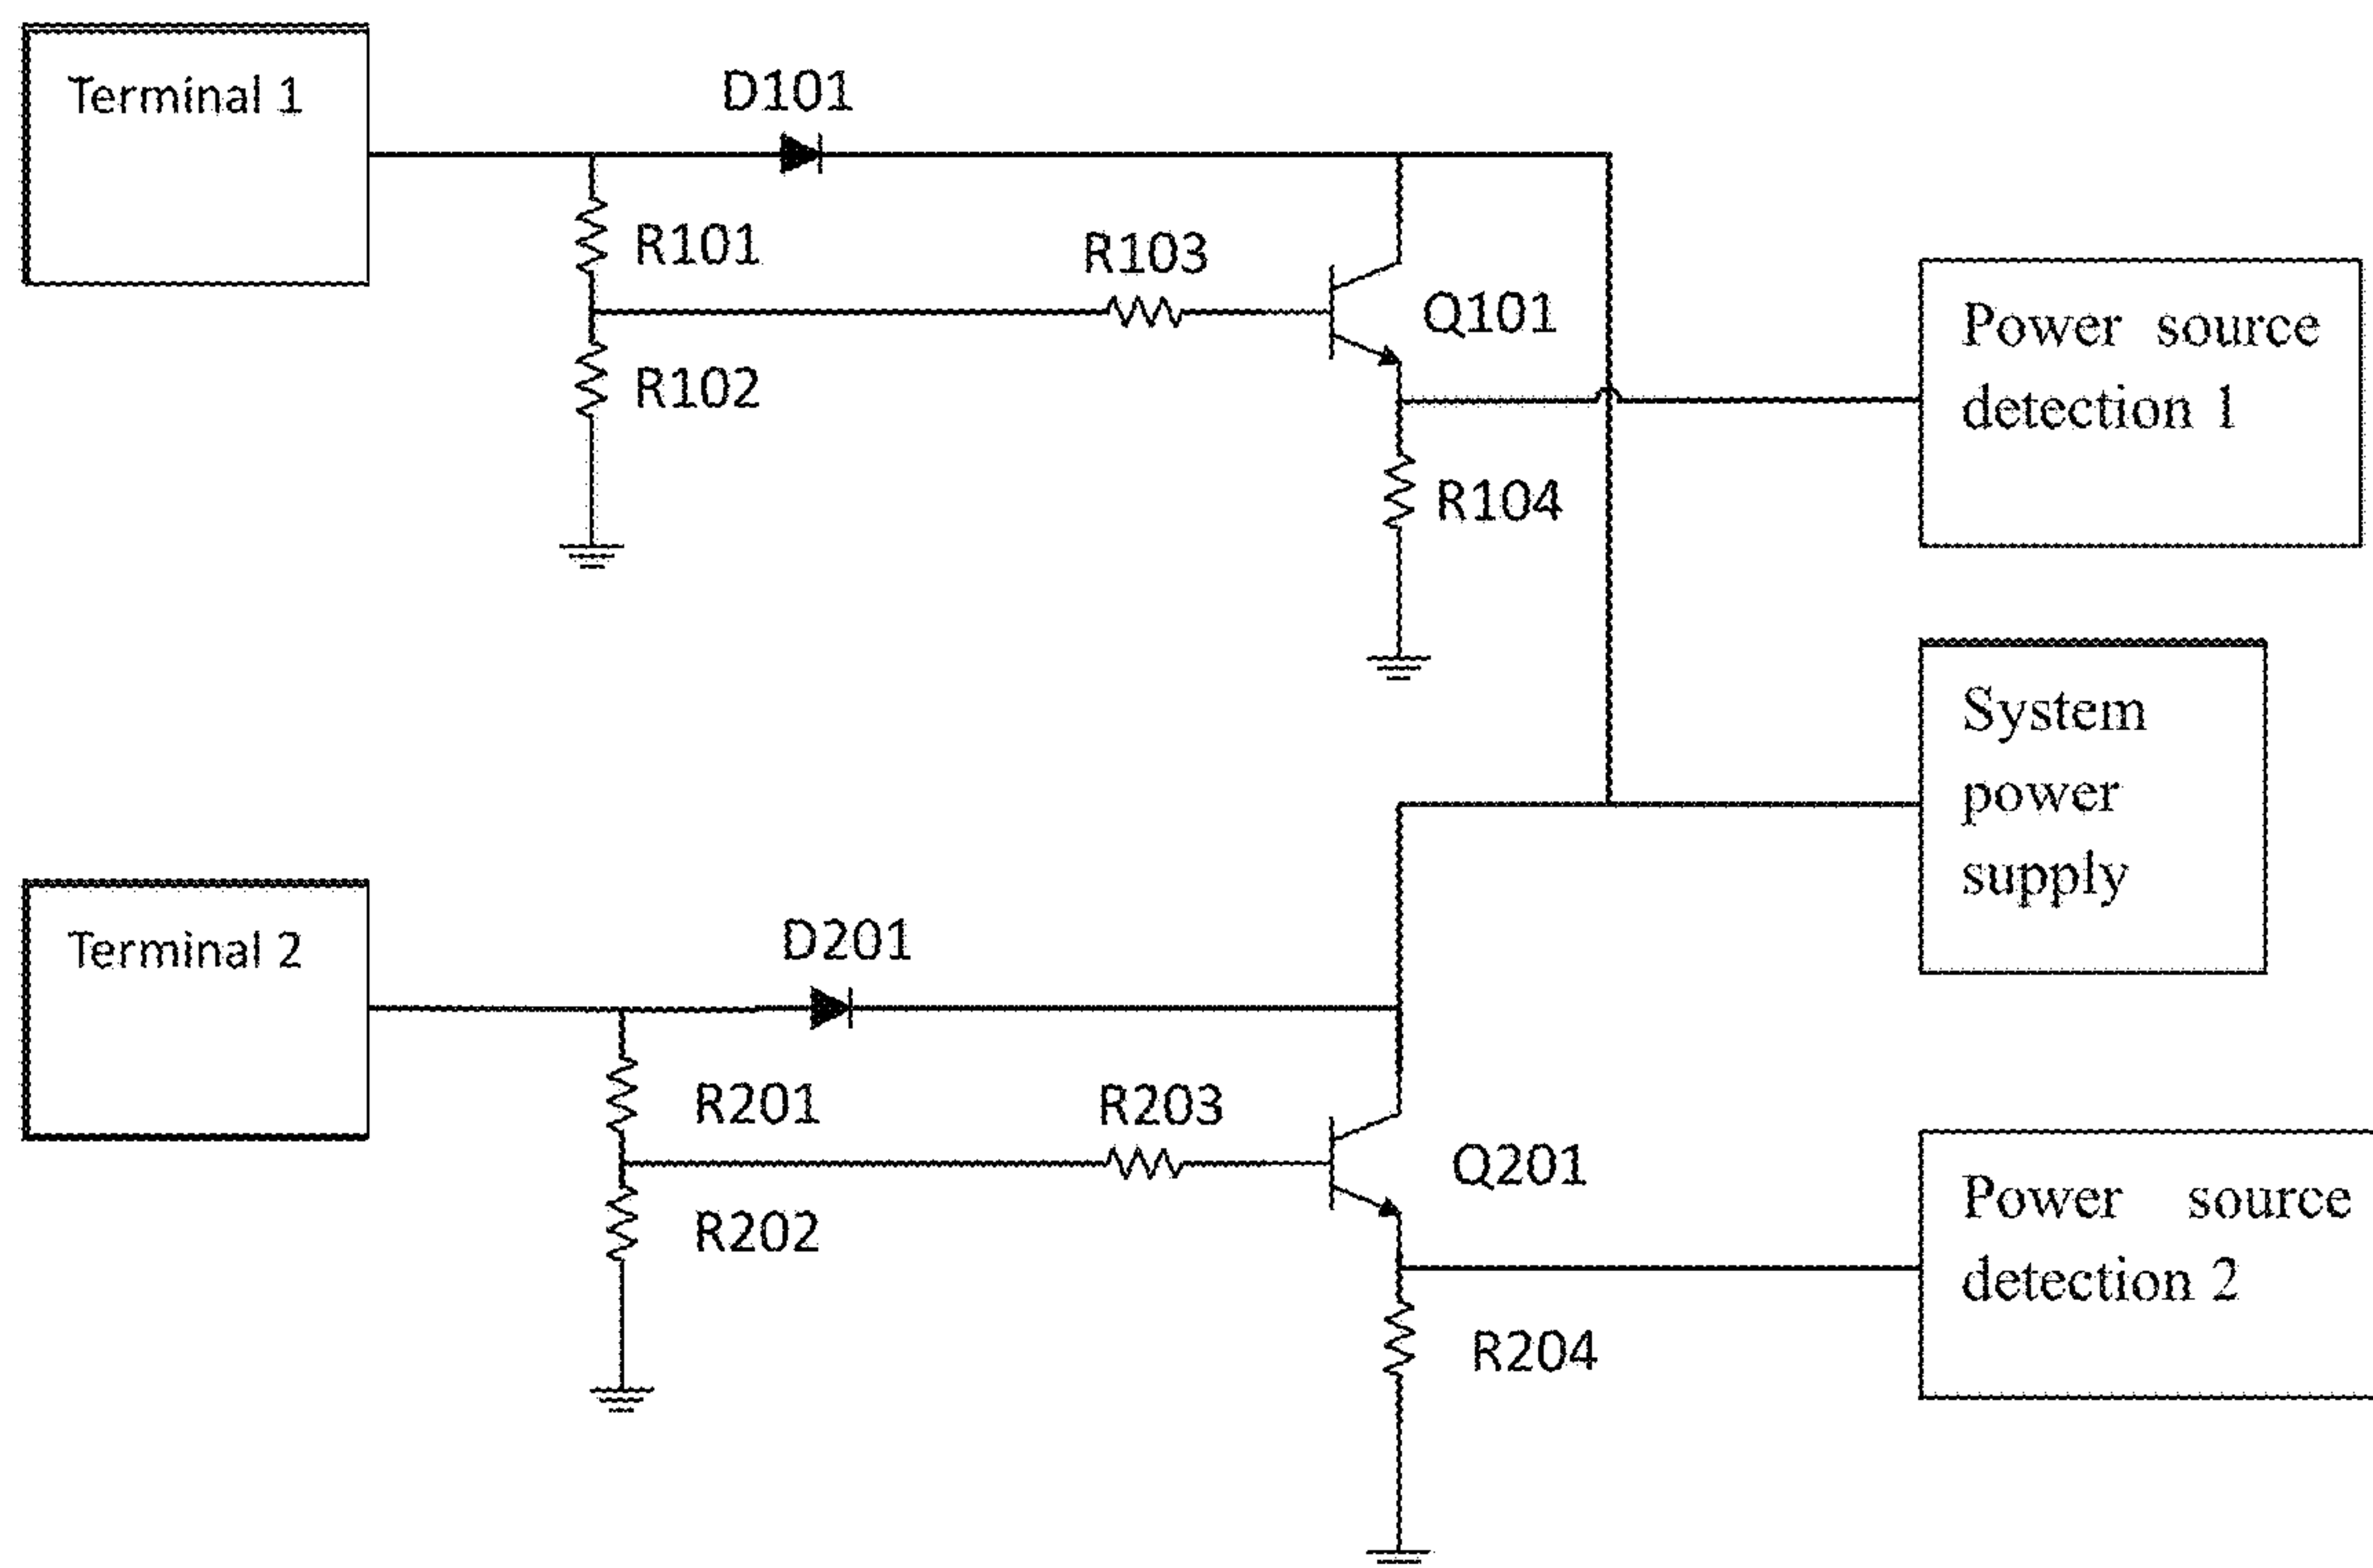 Terminal 1
D101
R101
R103
Q101
R102
R104
Power source
detection 1
System
power
supply
Terminal 2
D201
R201
R203
Q201
R202
R204
Power source
detection 2